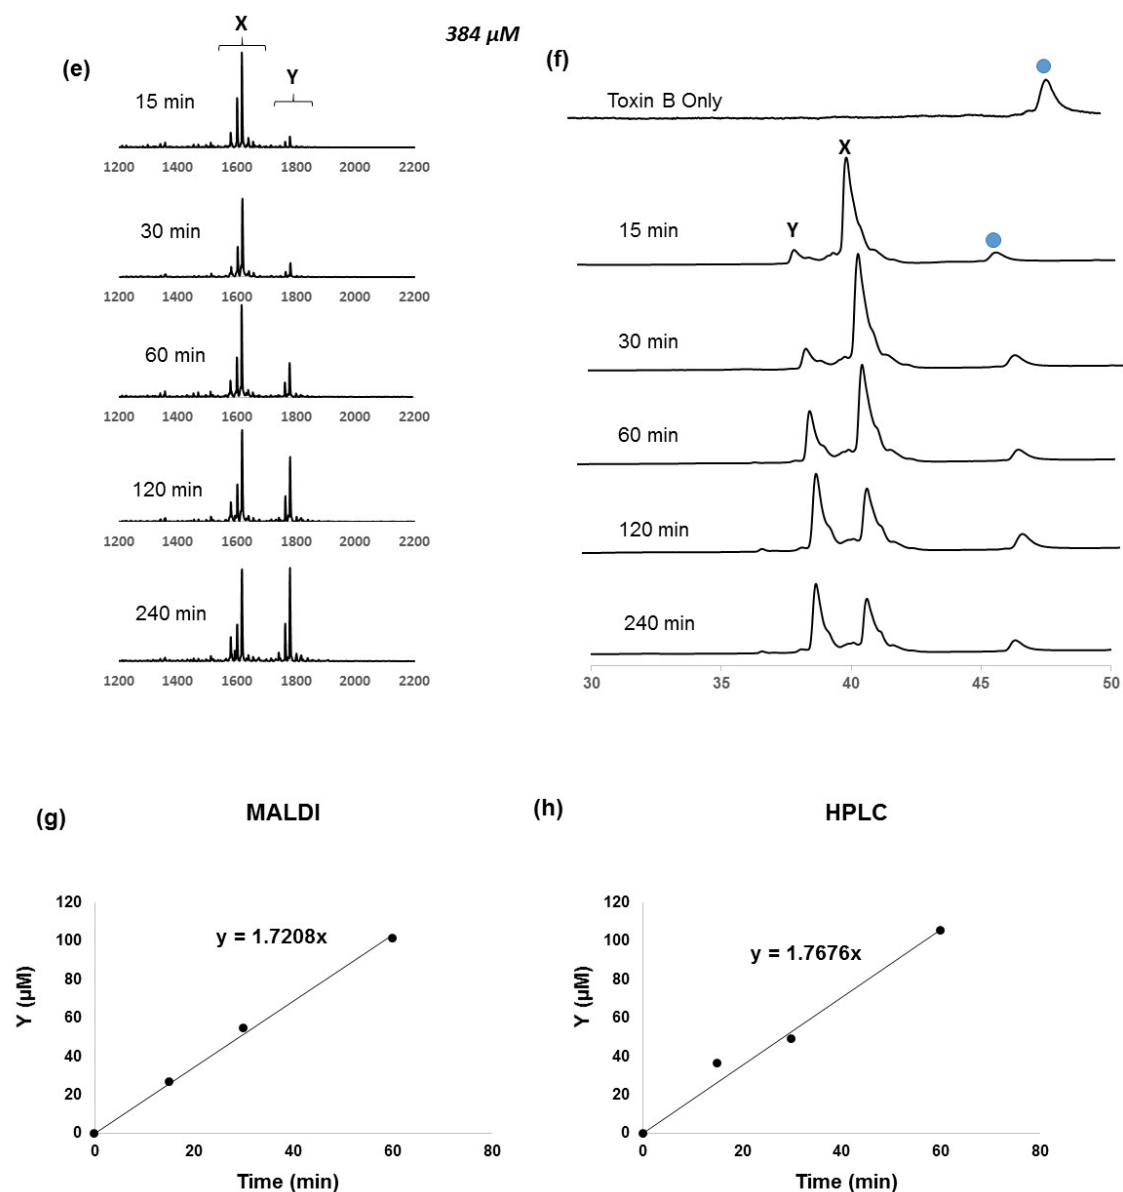 384 µM
(e)
X
Y
15 min
1200 1400 1600 1800 2000 2200
30 min
1200 1400 1600 1800 2000 2200
60 min
1200 1400 1600 1800 2000 2200
120 min
1200 1400 1600 1800 2000 2200
240 min
1200 1400 1600 1800 2000 2200
(f)
Toxin B Only
X
Y
15 min
30 min
60 min
120 min
240 min
30 35 40 45 50
(g)
MALDI
120
100
80
60
40
20
0
y = 1.7208x
Y (µM)
0 20 40 60 80
Time (min)
(h)
HPLC
120
100
80
60
40
20
0
y = 1.7676x
Y (µM)
0 20 40 60 80
Time (min)